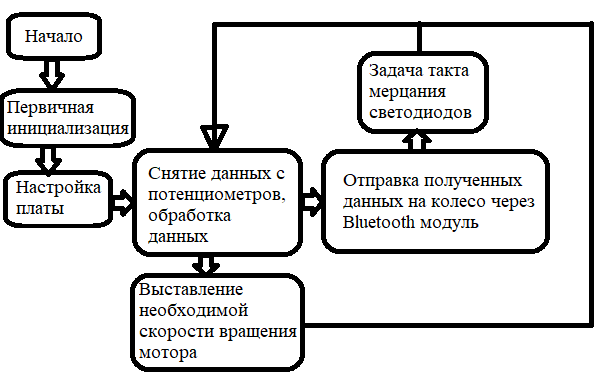 Начало
Первичная
инициализация
Настройка
платы
Снятие данных с
потенциометров,
обработка
данных
Отправка полученных
данных на колесо через
Bluetooth модуль
Задача такта
мерцания
светодиодов
Выставление
необходимой
скорости вращения
мотора